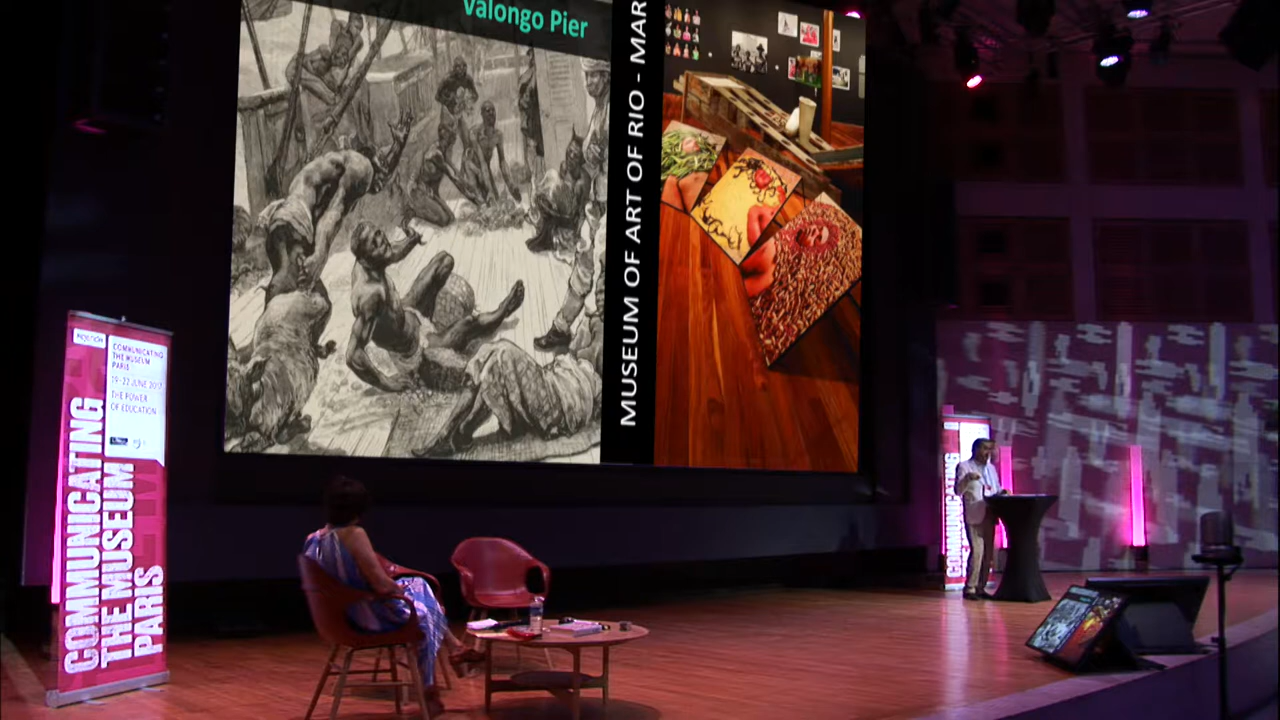 Valongo Pier
MUSEUM OF ART OF RIO - MAR
agenda
COMMUNICATING
THE MUSEUM
PARIS
19-22 JUNE 2017
THE POWER
OF EDUCATION
COMMUNICATING
THE MUSEUM
PARIS
COMMUNICATING